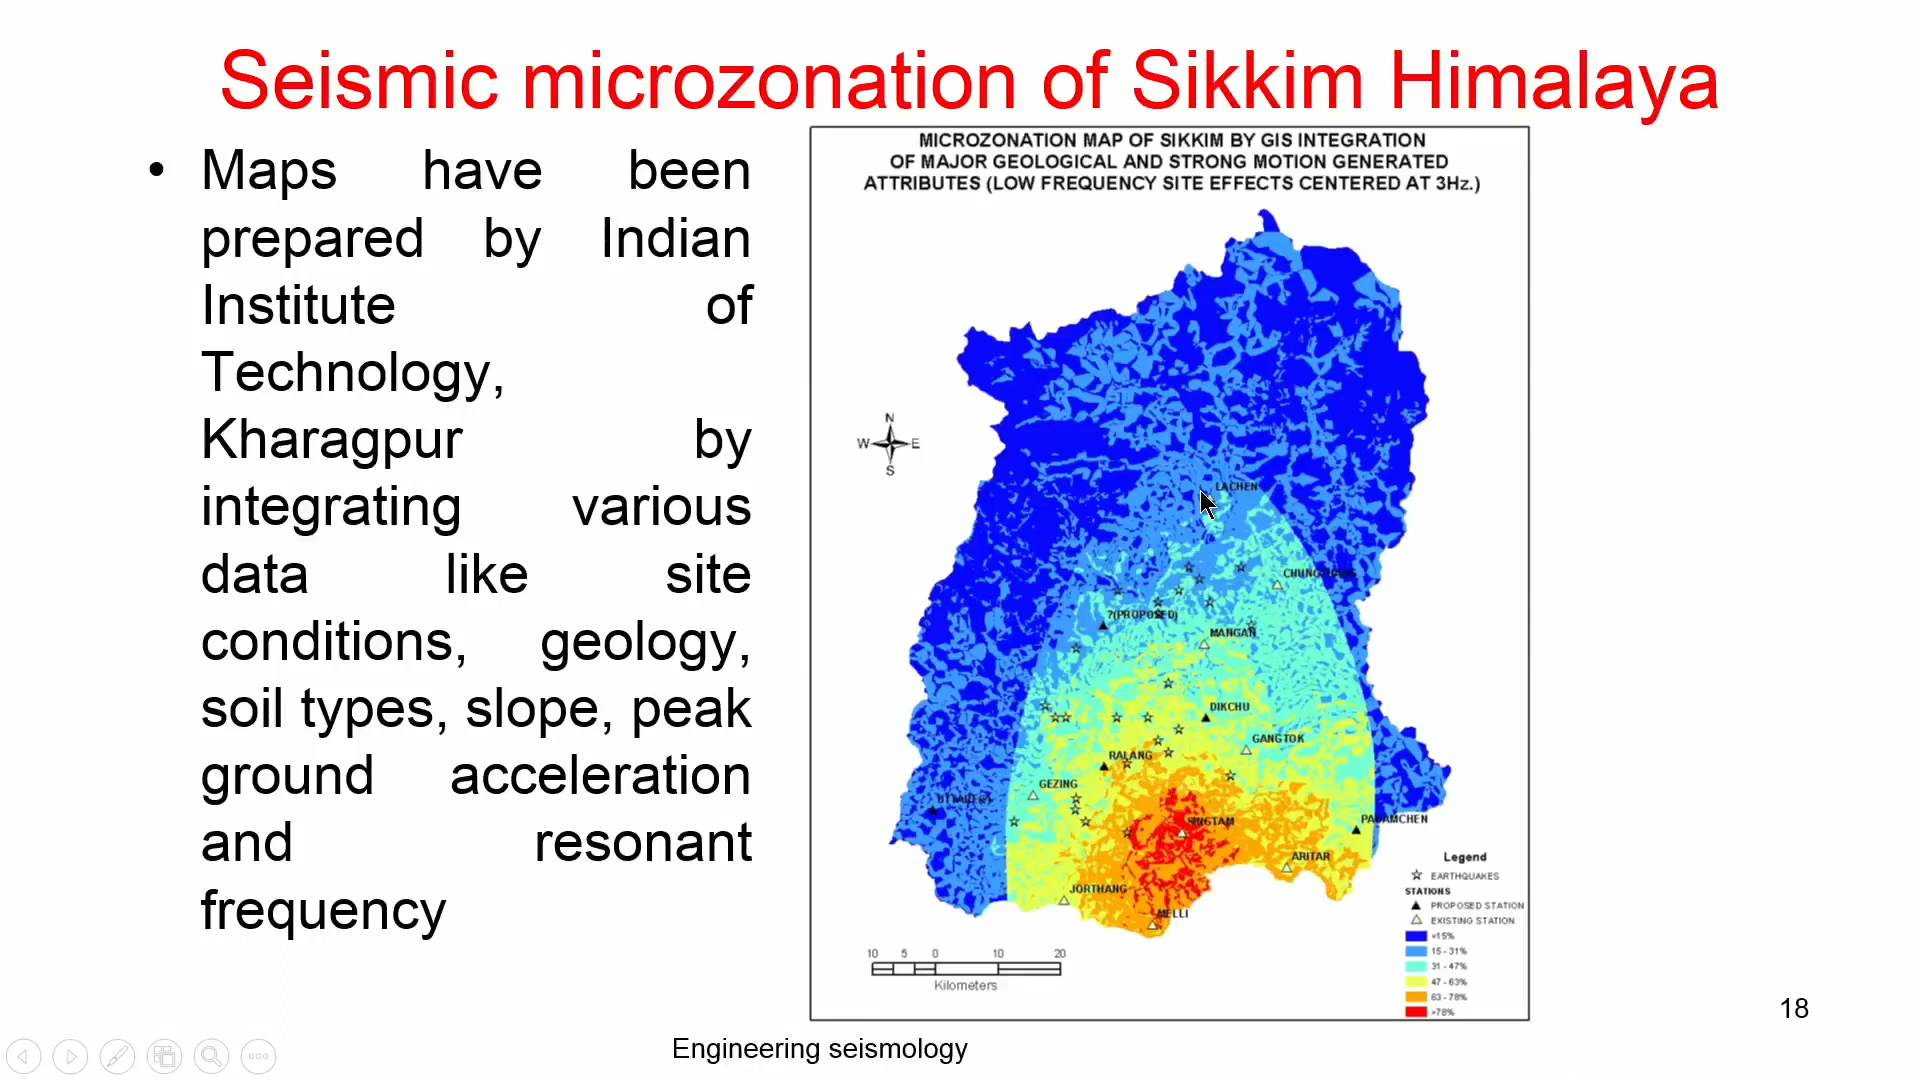 Seismic microzonation of Sikkim Himalaya
• Maps have been
prepared by Indian
Institute of
Technology,
Kharagpur by
integrating various
data like site
conditions, geology,
soil types, slope, peak
ground acceleration
and resonant
frequency
MICROZONATION MAP OF SIKKIM BY GIS INTEGRATION
OF MAJOR GEOLOGICAL AND STRONG MOTION GENERATED
ATTRIBUTES (LOW FREQUENCY SITE EFFECTS CENTERED AT 3Hz.)
N
W E
S
LACHEN
?(PROPOSED)
MANGAN
DIKCHU
GANGTOK
RALANG
GEZING
SINGTAM
PADAMCHEN
ARITAR
JORTHANG
MELLI
Legend
EARTHQUAKES
STATIONS
PROPOSED STATION
EXISTING STATION
<15%
15 - 31%
31 - 47%
47 - 63%
63 - 78%
>78%
10 5 0 10 20
Kilometers
18
Engineering seismology